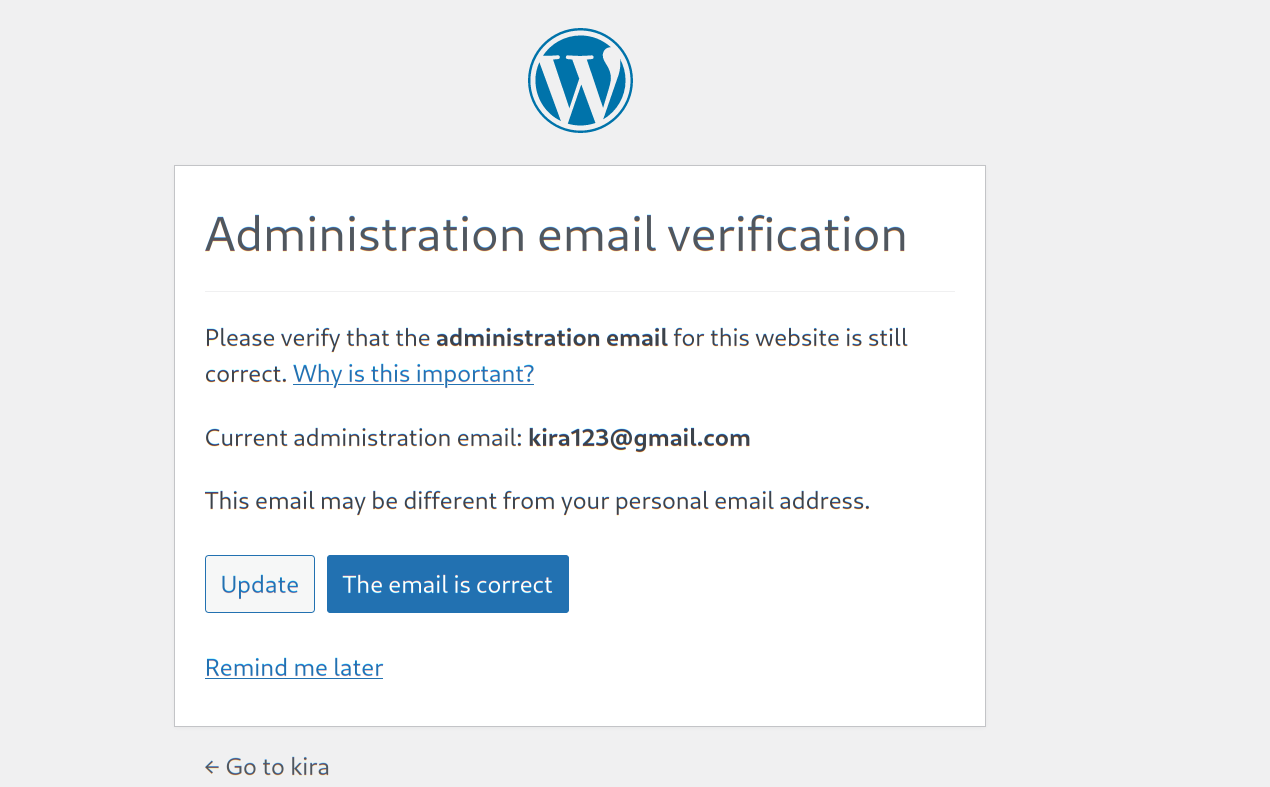 Administration email verification
Please verify that the administration email for this website is still
correct. Why is this important?
Current administration email: kira123@gmail.com
This email may be different from your personal email address.
Update The email is correct
Remind me later
← Go to kira